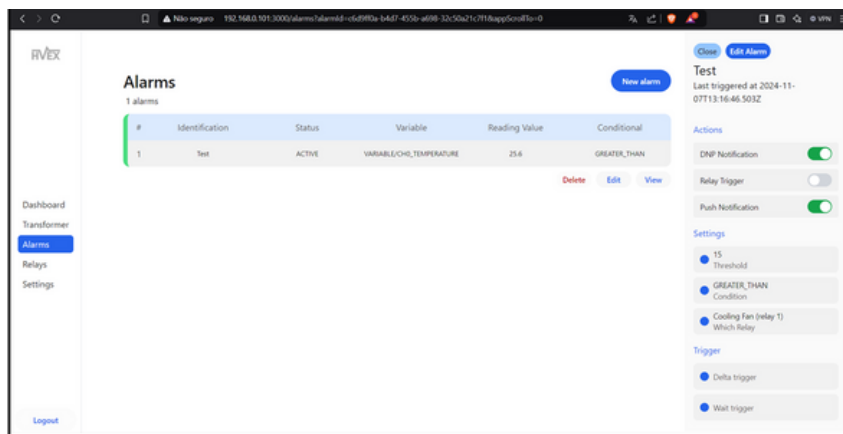 Não seguro 192.168.0.101:3000/alarms?alarmId=c6d9ff0a-b4d7-455b-a698-32c50a21c7f1&appScrollTo=0
VPN
AVEX
Dashboard
Transformer
Alarms
Relays
Settings
Logout
Alarms
1 alarms
New alarm
# Identification Status Variable Reading Value Conditional
1 Test ACTIVE VARIABLE/CH0_TEMPERATURE 25.6 GREATER_THAN
Delete Edit View
Close Edit Alarm
Test
Last triggered at 2024-11-
07T13:16:46.503Z
Actions
DNP Notification
Relay Trigger
Push Notification
Settings
15
Threshold
GREATER_THAN
Condition
Cooling Fan (relay 1)
Which Relay
Trigger
Delta trigger
Wait trigger